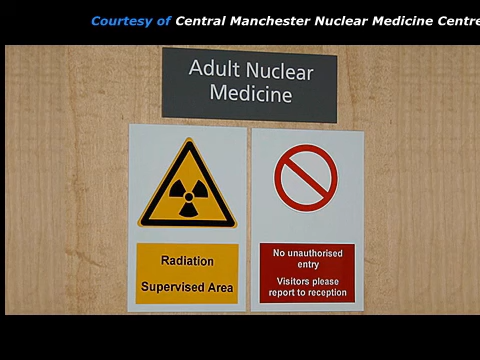 Courtesy of Central Manchester Nuclear Medicine Centre
Adult Nuclear
Medicine
Radiation
Supervised Area
No unauthorised
entry
Visitors please
report to reception